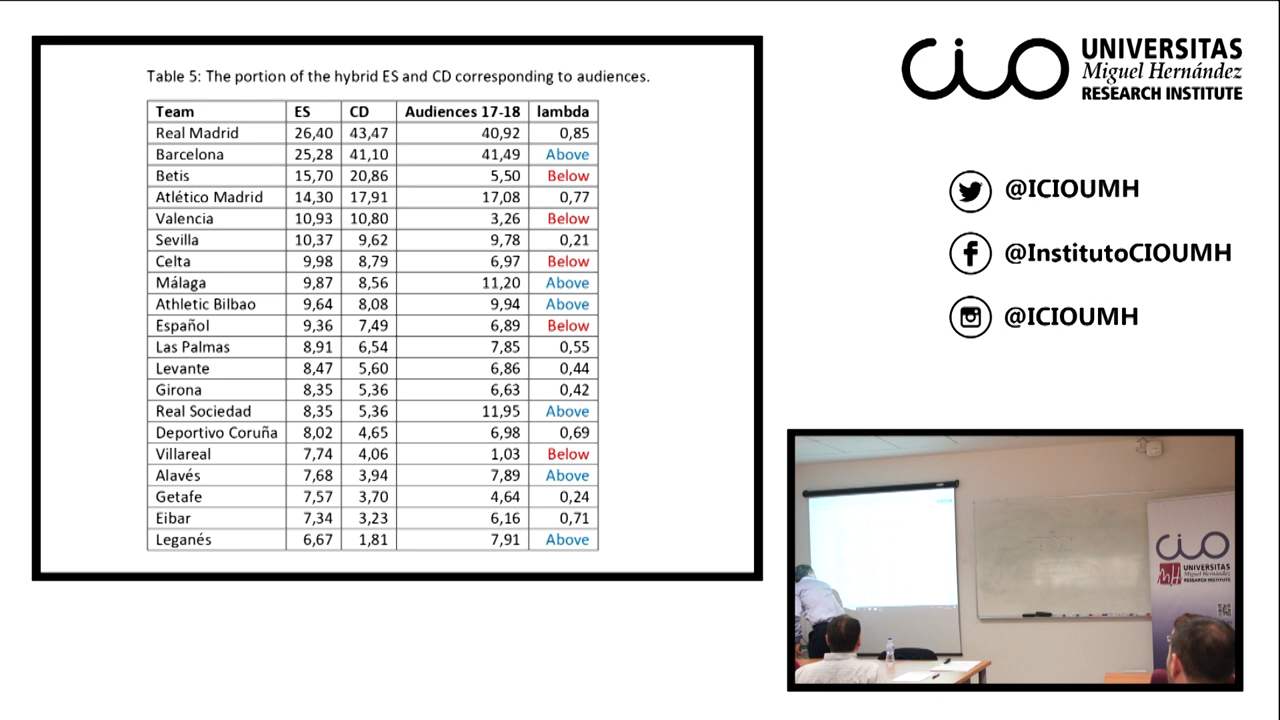 Table 5: The portion of the hybrid ES and CD corresponding to audiences.
Team ES CD Audiences 17-18 lambda
Real Madrid 26,40 43,47 40,92 0,85
Barcelona 25,28 41,10 41,49 Above
Betis 15,70 20,86 5,50 Below
Atlético Madrid 14,30 17,91 17,08 0,77
Valencia 10,93 10,80 3,26 Below
Sevilla 10,37 9,62 9,78 0,21
Celta 9,98 8,79 6,97 Below
Málaga 9,87 8,56 11,20 Above
Athletic Bilbao 9,64 8,08 9,94 Above
Español 9,36 7,49 6,89 Below
Las Palmas 8,91 6,54 7,85 0,55
Levante 8,47 5,60 6,86 0,44
Girona 8,35 5,36 6,63 0,42
Real Sociedad 8,35 5,36 11,95 Above
Deportivo Coruña 8,02 4,65 6,98 0,69
Villareal 7,74 4,06 1,03 Below
Alavés 7,68 3,94 7,89 Above
Getafe 7,57 3,70 4,64 0,24
Eibar 7,34 3,23 6,16 0,71
Leganés 6,67 1,81 7,91 Above
CIO
UNIVERSITAS
Miguel Hernández
RESEARCH INSTITUTE
@ICIOUMH
@InstitutoCIOUMH
@ICIOUMH
CIO
UNIVERSITAS
Miguel Hernández
RESEARCH INSTITUTE